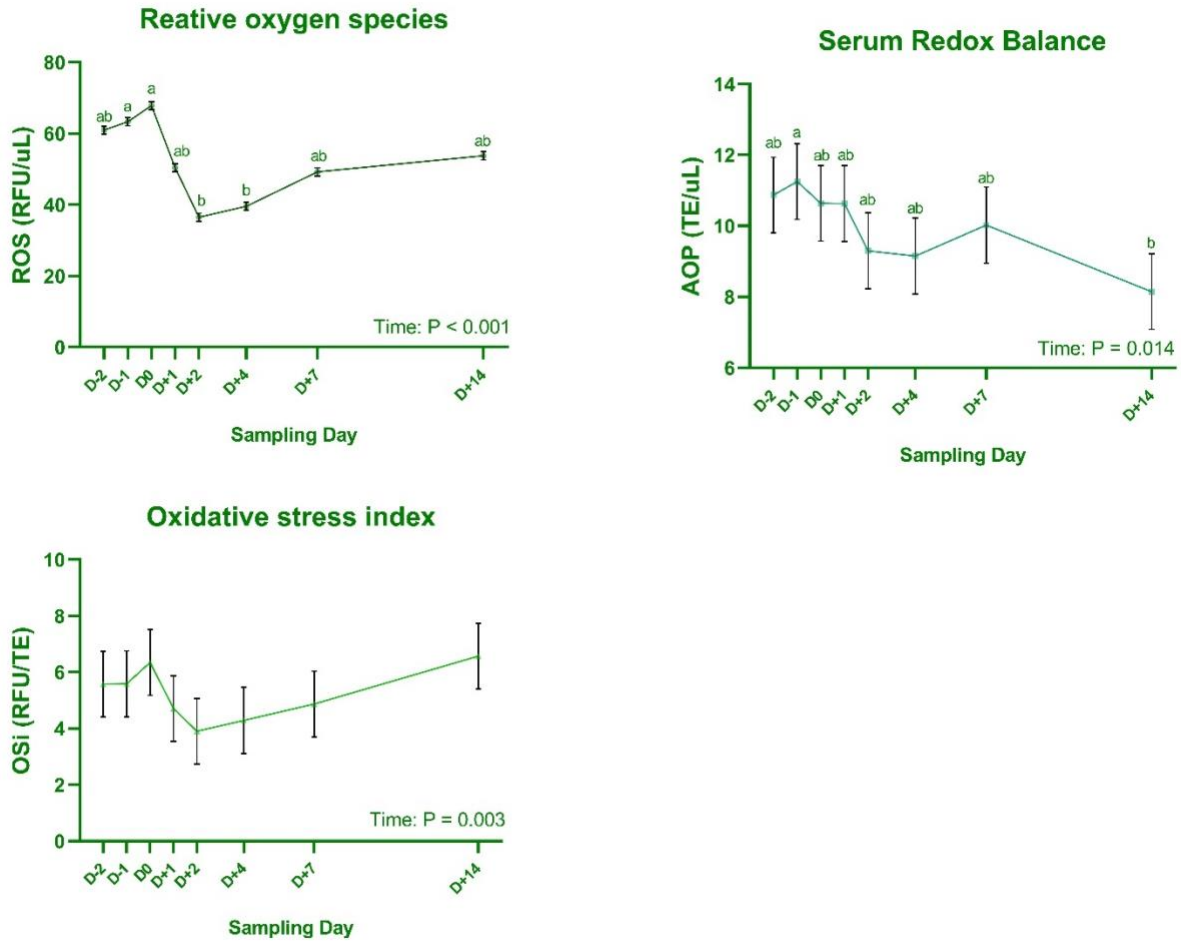 Reative oxygen species
ROS (RFU/uL)
80
60
40
20
0
ab
a
a
ab
b
b
ab
ab
Time: P < 0.001
D-2 D-1 D0 D+1 D+2 D+4 D+7 D+14
Sampling Day
Serum Redox Balance
AOP (TE/uL)
14
12
10
8
6
ab
a
ab
ab
ab
ab
ab
b
Time: P = 0.014
D-2 D-1 D0 D+1 D+2 D+4 D+7 D+14
Sampling Day
Oxidative stress index
OSi (RFU/TE)
10
8
6
4
2
0
Time: P = 0.003
D-2 D-1 D0 D+1 D+2 D+4 D+7 D+14
Sampling Day